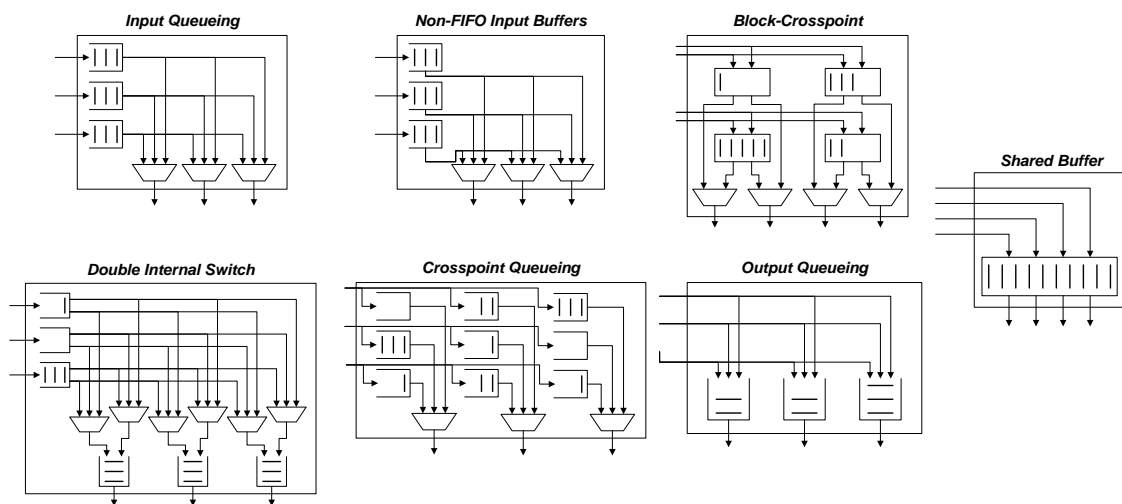 Input Queueing
Non-FIFO Input Buffers
Block-Crosspoint
Shared Buffer
Double Internal Switch
Crosspoint Queueing
Output Queueing